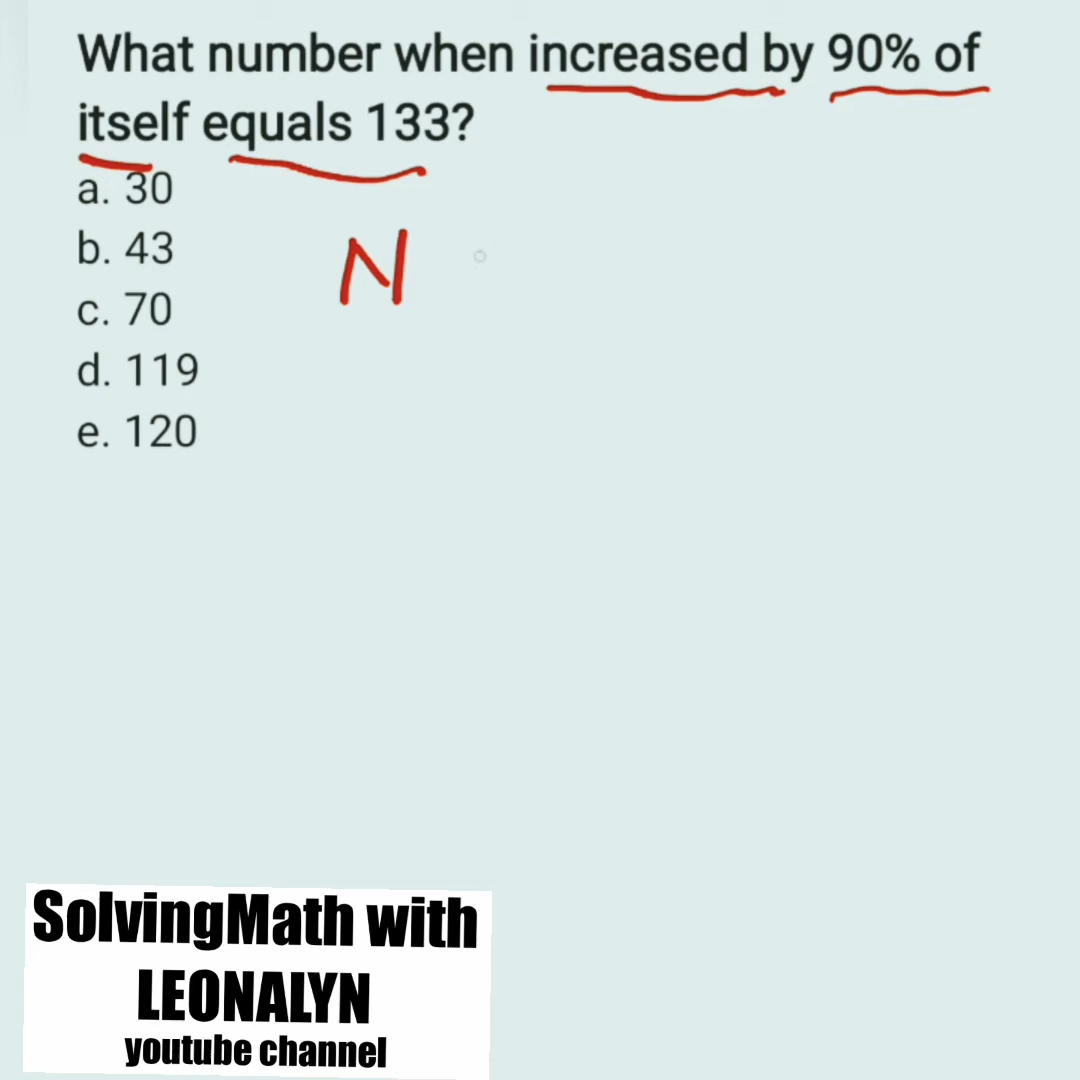 What number when increased by 90% of
itself equals 133?
a. 30
b. 43
N
c. 70
d. 119
e. 120
SolvingMath with
LEONALYN
youtube channel